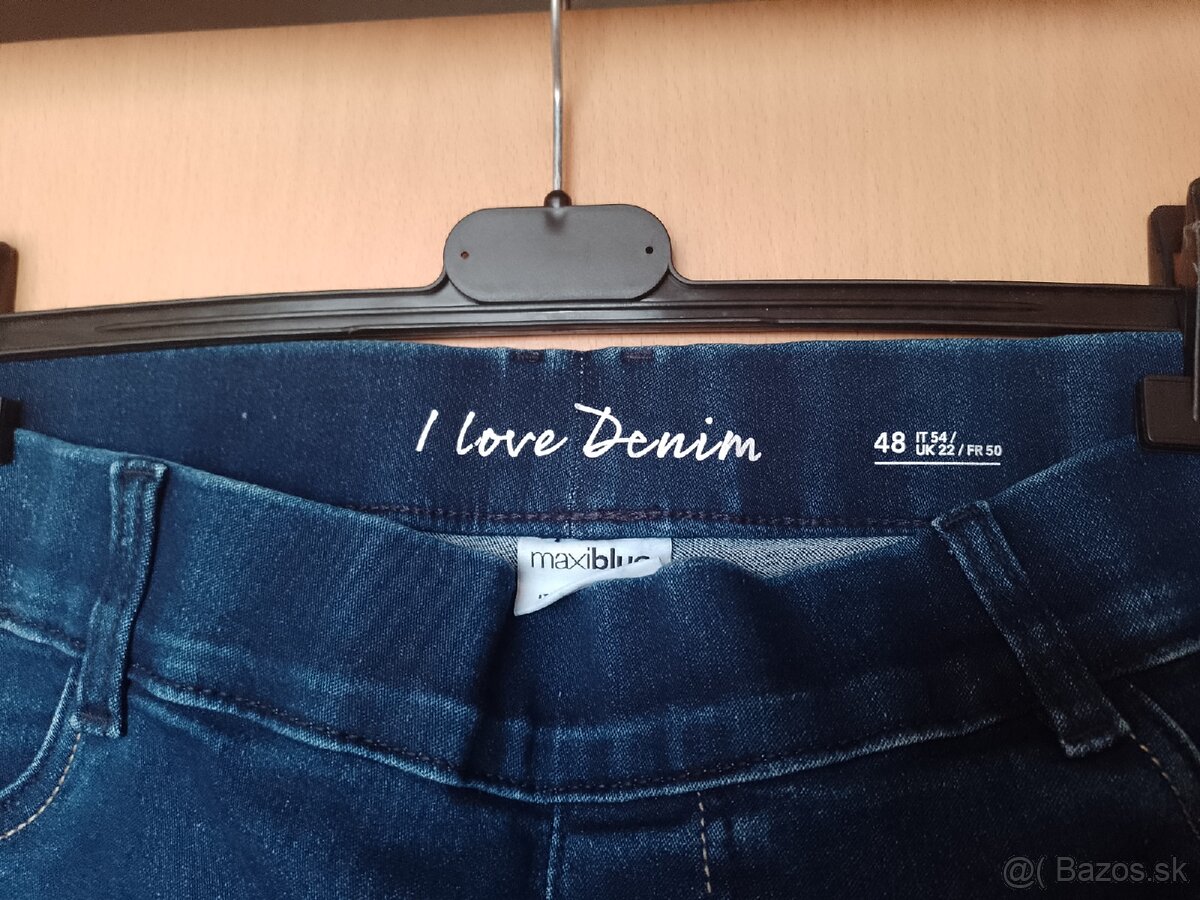 I love Denim
48 IT 54 /
UK 22 / FR 50
maxiblue
@( Bazos.sk